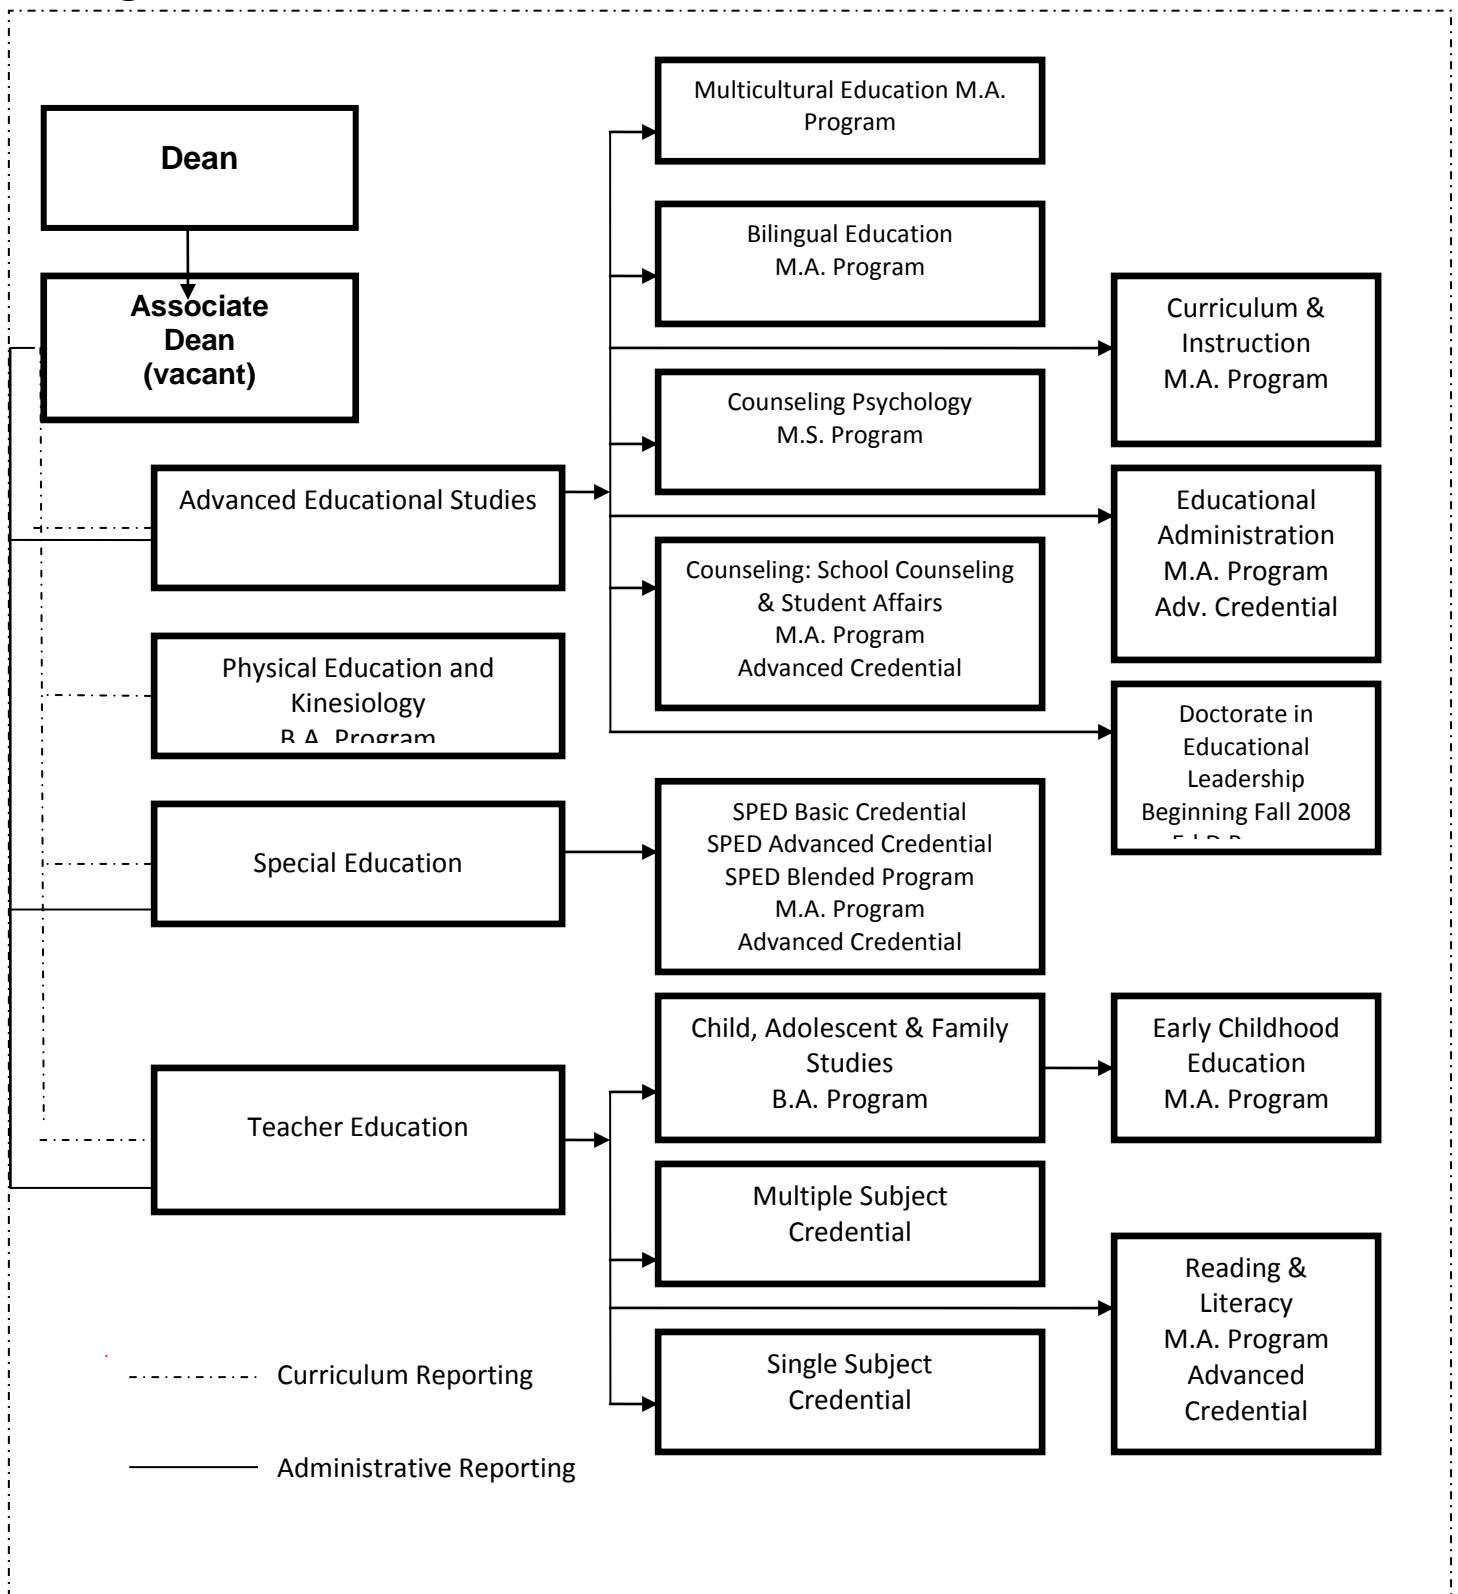 Dean
Associate
Dean
(vacant)
Multicultural Education M.A.
Program
Bilingual Education
M.A. Program
Curriculum &
Instruction
M.A. Program
Counseling Psychology
M.S. Program
Advanced Educational Studies
Educational
Administration
M.A. Program
Adv. Credential
Counseling: School Counseling
& Student Affairs
M.A. Program
Advanced Credential
Physical Education and
Kinesiology
B.A. Program
Doctorate in
Educational
Leadership
Beginning Fall 2008
Special Education
SPED Basic Credential
SPED Advanced Credential
SPED Blended Program
M.A. Program
Advanced Credential
Child, Adolescent & Family
Studies
B.A. Program
Early Childhood
Education
M.A. Program
Teacher Education
Multiple Subject
Credential
Reading &
Literacy
M.A. Program
Advanced
Credential
Single Subject
Credential
Curriculum Reporting
Administrative Reporting